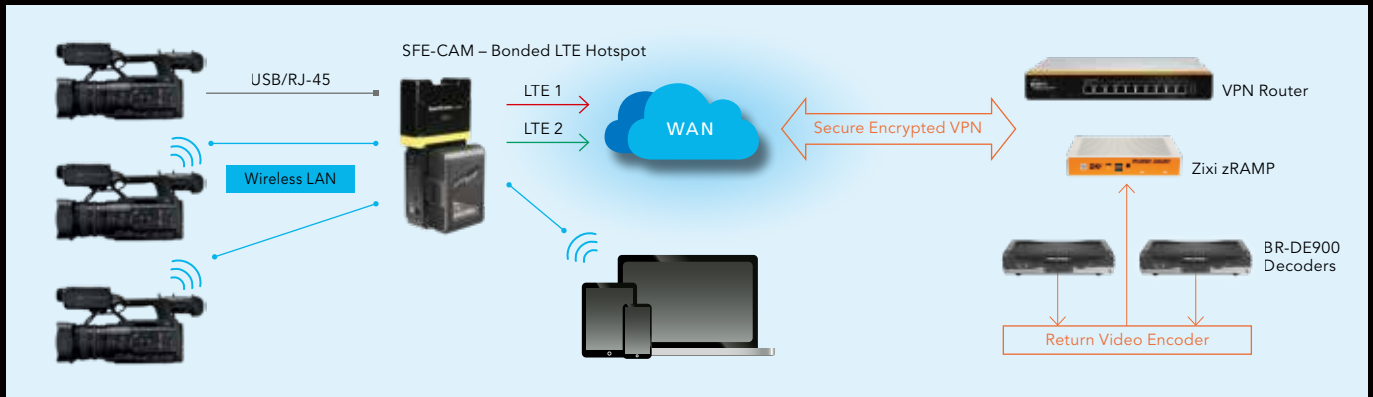 SFE-CAM – Bonded LTE Hotspot
USB/RJ-45
Wireless LAN
LTE 1
LTE 2
WAN
Secure Encrypted VPN
VPN Router
Zixi zRAMP
BR-DE900
Decoders
Return Video Encoder